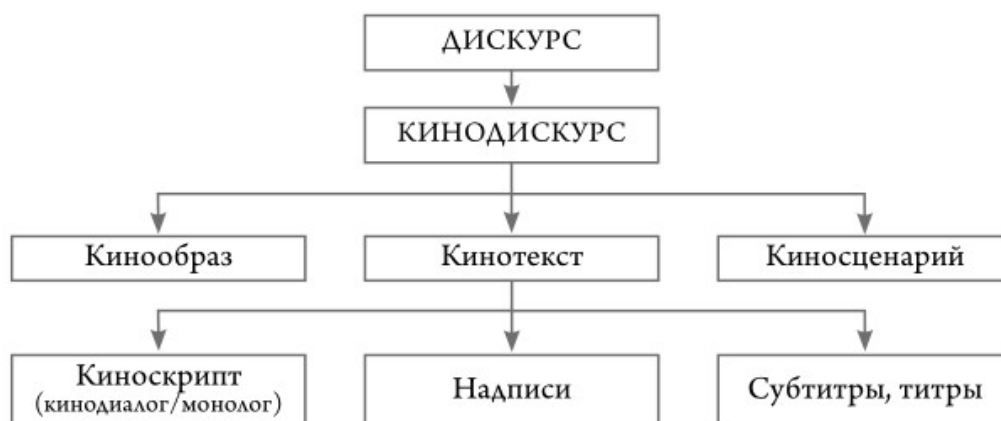 ДИСКУРС
КИНОДИСКУРС
Кинообраз
Кинотекст
Киносценарий
Киноскрипт
(кинодиалог/монолог)
Надписи
Субтитры, титры